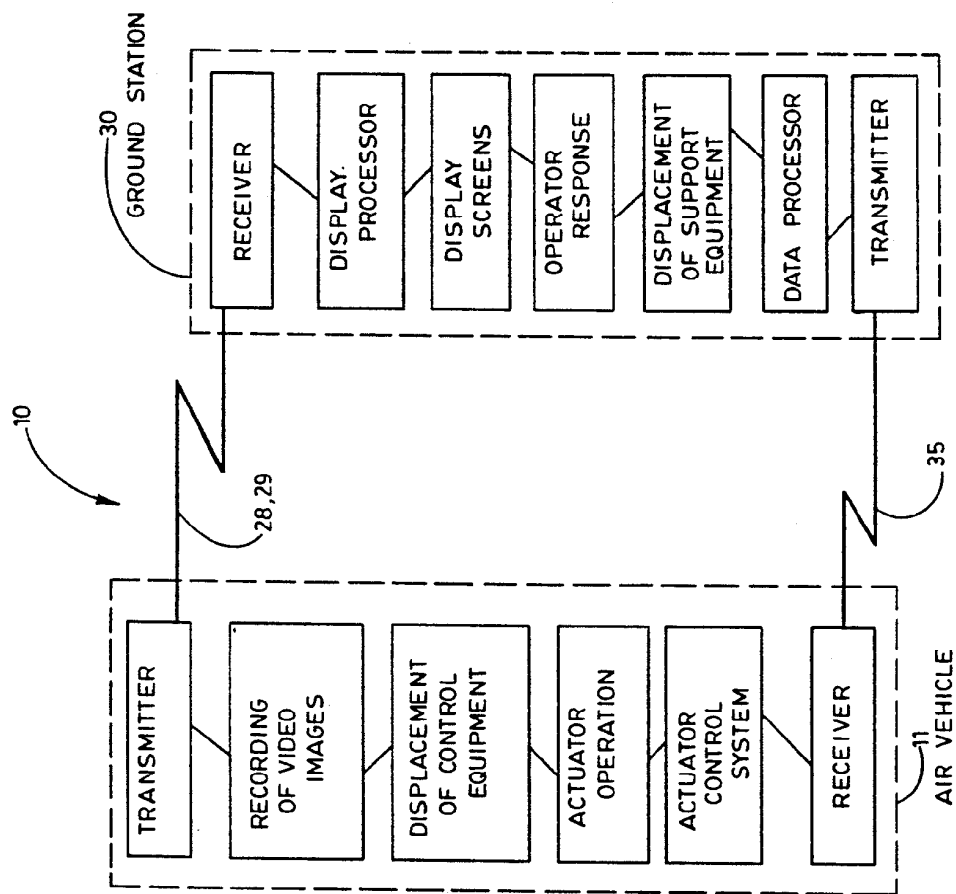 10
30
GROUND STATION
RECEIVER
DISPLAY.
PROCESSOR
DISPLAY
SCREENS
OPERATOR
RESPONSE
DISPLACEMENT
OF SUPPORT
EQUIPMENT
DATA PROCESSOR
TRANSMITTER
28,29
35
TRANSMITTER
RECORDING
OF VIDEO
IMAGES
DISPLACEMENT
OF CONTROL
EQUIPMENT
ACTUATOR
OPERATION
ACTUATOR
CONTROL
SYSTEM
RECEIVER
11
AIR VEHICLE